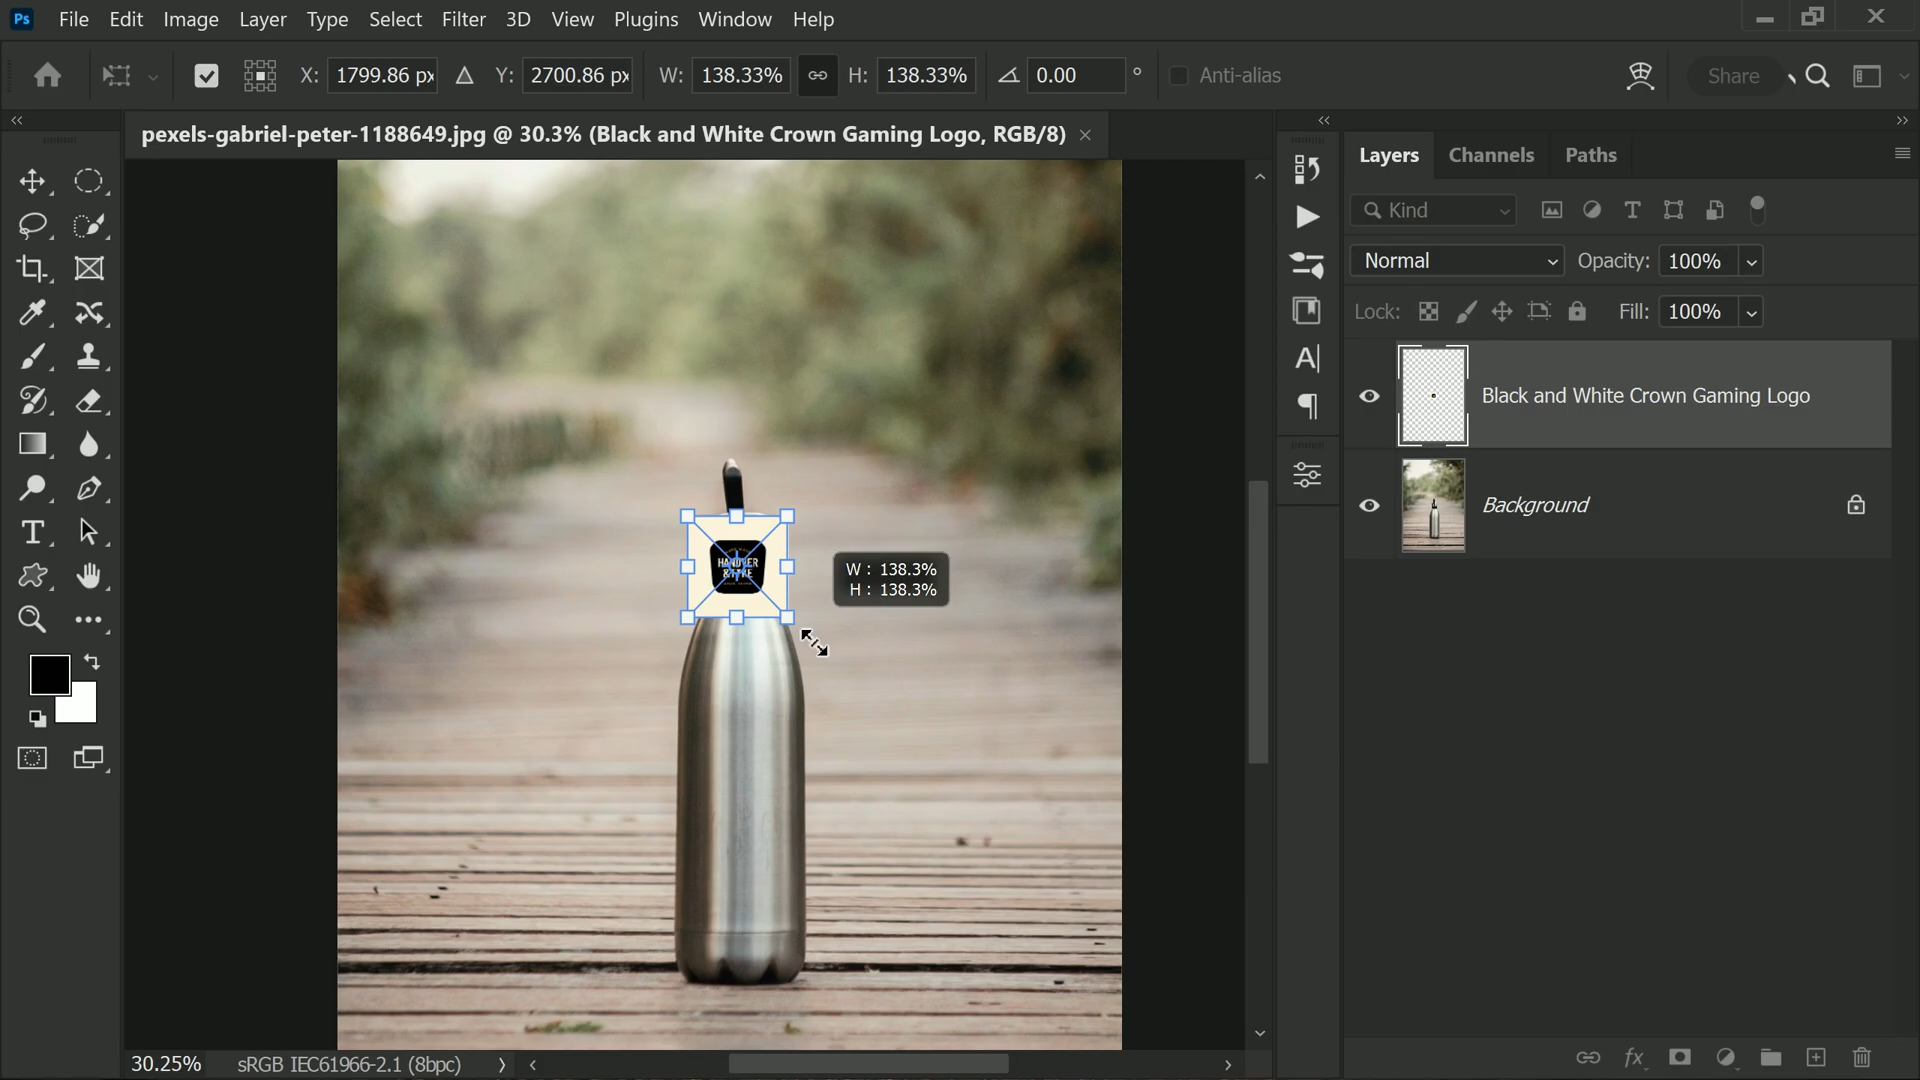 Ps File Edit Image Layer Type Select Filter 3D View Plugins Window Help
X: 1799.86 px Y: 2700.86 px W: 138.33% H: 138.33% 0.00 ° Anti-alias Share
pexels-gabriel-peter-1188649.jpg @ 30.3% (Black and White Crown Gaming Logo, RGB/8)
Layers Channels Paths
Kind
Normal Opacity: 100%
Lock: Fill: 100%
Black and White Crown Gaming Logo
Background
W : 138.3%
H : 138.3%
30.25% sRGB IEC61966-2.1 (8bpc)